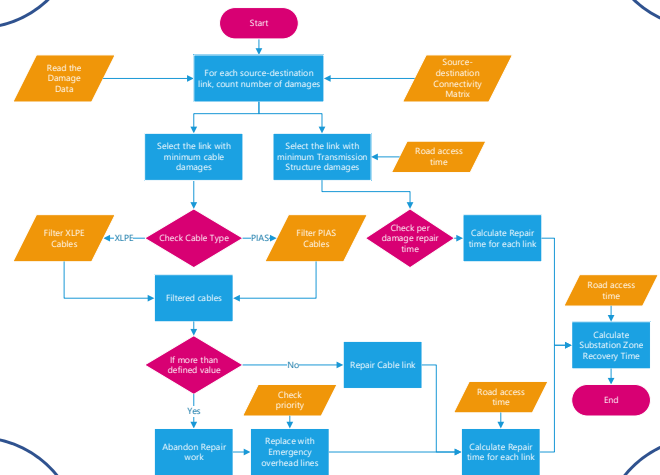 Start
Read the
Damage
Data
For each source-destination
link, count number of damages
Source-
destination
Connectivity
Matrix
Select the link with
minimum cable
damages
Select the link with
minimum Transmission
Structure damages
Road access
time
Filter XLPE
Cables
XLPE
Check Cable Type
PIAS
Filter PIAS
Cables
Check per
damage repair
time
Calculate Repair
time for each link
Filtered cables
Road access
time
Calculate
Substation Zone
Recovery Time
If more than
defined value
No
Repair Cable link
Yes
Check
priority
Road access
time
End
Abandon Repair
work
Replace with
Emergency
overhead lines
Calculate Repair
time for each link